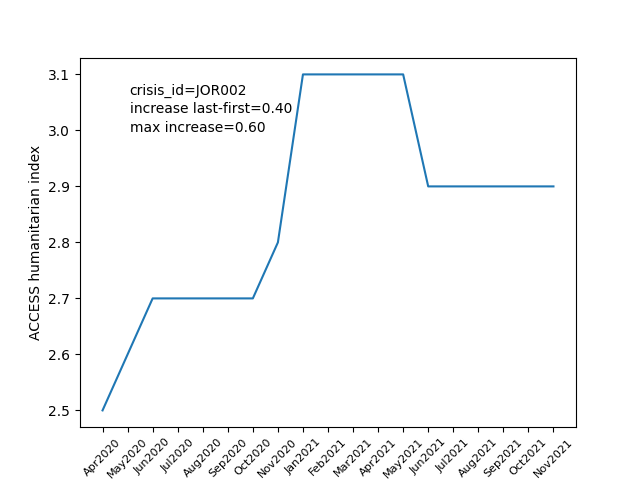 crisis_id=JOR002
increase last-first=0.40
max increase=0.60
ACCESS humanitarian index
3.1
3.0
2.9
2.8
2.7
2.6
2.5
Apr2020
May2020
Jun2020
Jul2020
Aug2020
Sep2020
Oct2020
Nov2020
Jan2021
Feb2021
Mar2021
Apr2021
May2021
Jun2021
Jul2021
Aug2021
Sep2021
Oct2021
Nov2021